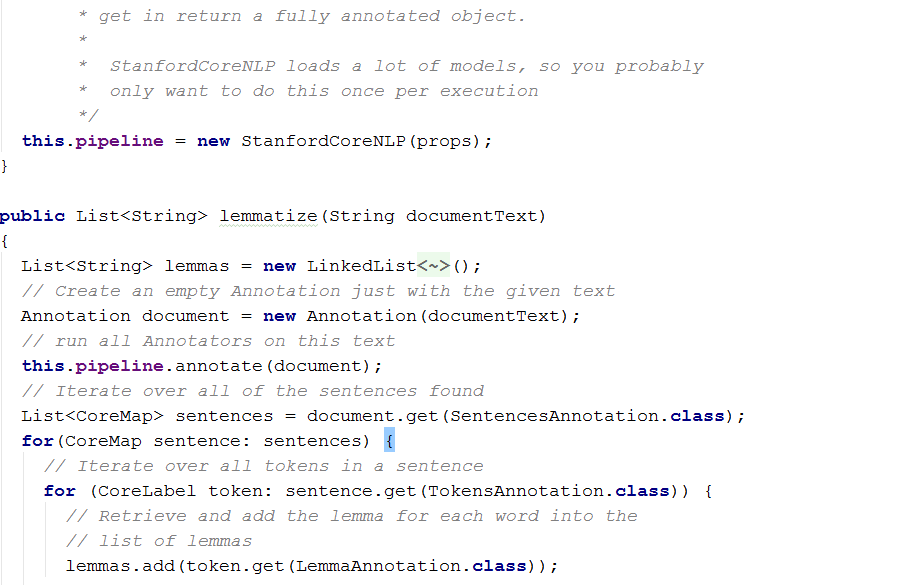 * get in return a fully annotated object.
*
*  StanfordCoreNLP loads a lot of models, so you probably
*  only want to do this once per execution
*/
this.pipeline = new StanfordCoreNLP(props);
}
public List<String> lemmatize(String documentText)
{
List<String> lemmas = new LinkedList<~>();
// Create an empty Annotation just with the given text
Annotation document = new Annotation(documentText);
// run all Annotators on this text
this.pipeline.annotate(document);
// Iterate over all of the sentences found
List<CoreMap> sentences = document.get(SentencesAnnotation.class);
for(CoreMap sentence: sentences) {
// Iterate over all tokens in a sentence
for (CoreLabel token: sentence.get(TokensAnnotation.class)) {
// Retrieve and add the lemma for each word into the
// list of lemmas
lemmas.add(token.get(LemmaAnnotation.class));